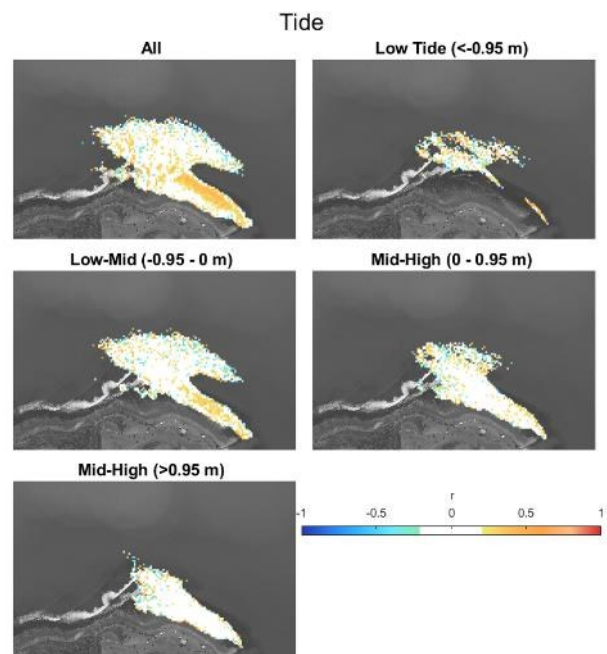 Tide
All
Low Tide (<-0.95 m)
Low-Mid (-0.95 - 0 m)
Mid-High (0 - 0.95 m)
Mid-High (>0.95 m)
r
-1 -0.5 0 0.5 1